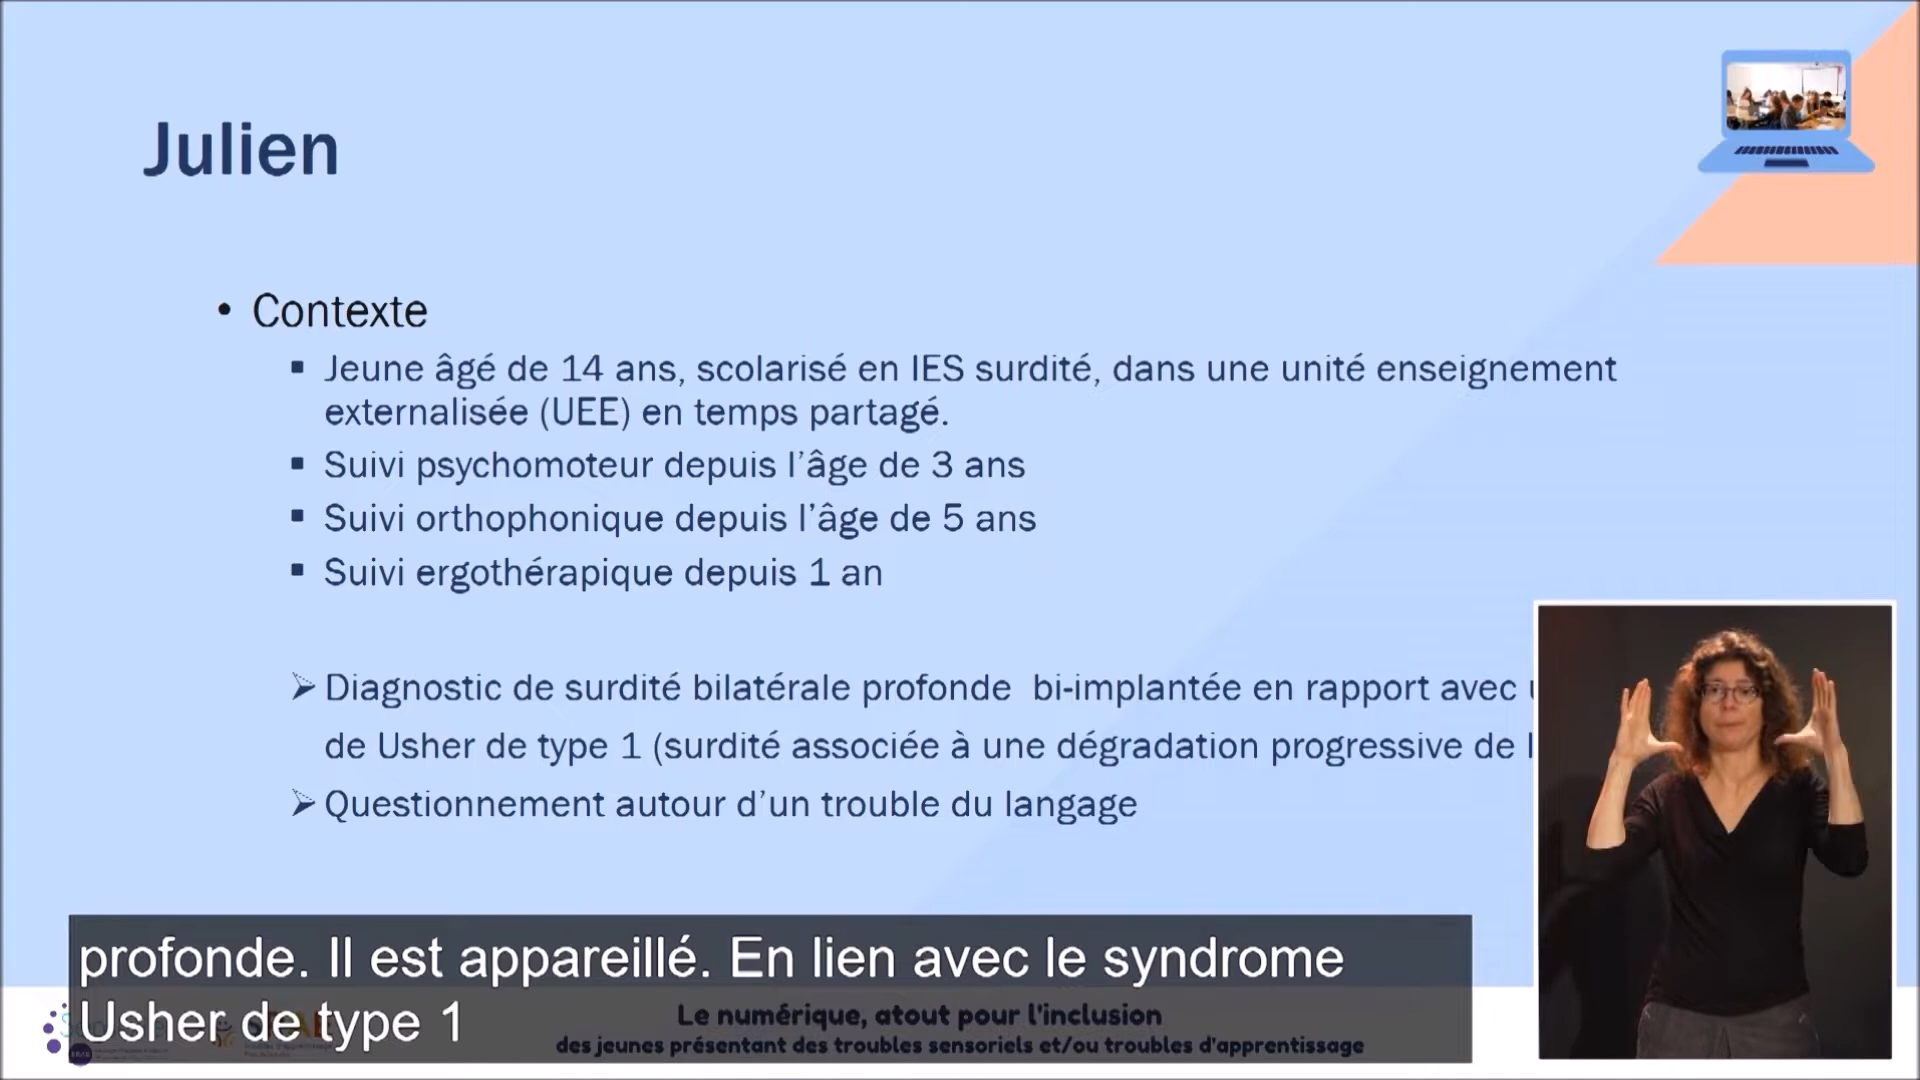 Julien
• Contexte
▪ Jeune âgé de 14 ans, scolarisé en IES surdité, dans une unité enseignement
externalisée (UEE) en temps partagé.
▪ Suivi psychomoteur depuis l'âge de 3 ans
▪ Suivi orthophonique depuis l'âge de 5 ans
▪ Suivi ergothérapique depuis 1 an
➢ Diagnostic de surdité bilatérale profonde bi-implantée en rapport avec
de Usher de type 1 (surdité associée à une dégradation progressive de
➢ Questionnement autour d'un trouble du langage
profonde. Il est appareillé. En lien avec le syndrome
Usher de type 1
Le numérique, atout pour l'inclusion
des jeunes présentant des troubles sensoriels et/ou troubles d'apprentissage